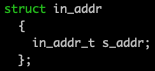 struct in_addr
{
in_addr_t s_addr;
};